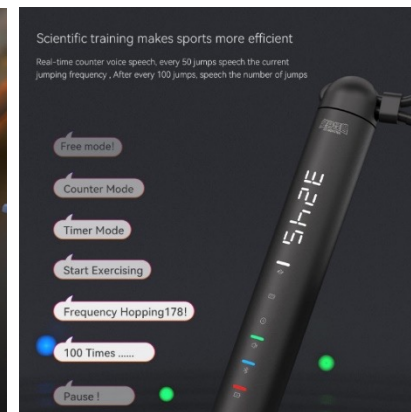 Scientific training makes sports more efficient
Real-time counter voice speech, every 50 jumps speech the current
jumping frequency , After every 100 jumps, speech the number of jumps
Free mode!
Counter Mode
Timer Mode
Start Exercising
Frequency Hopping178!
100 Times ......
Pause !